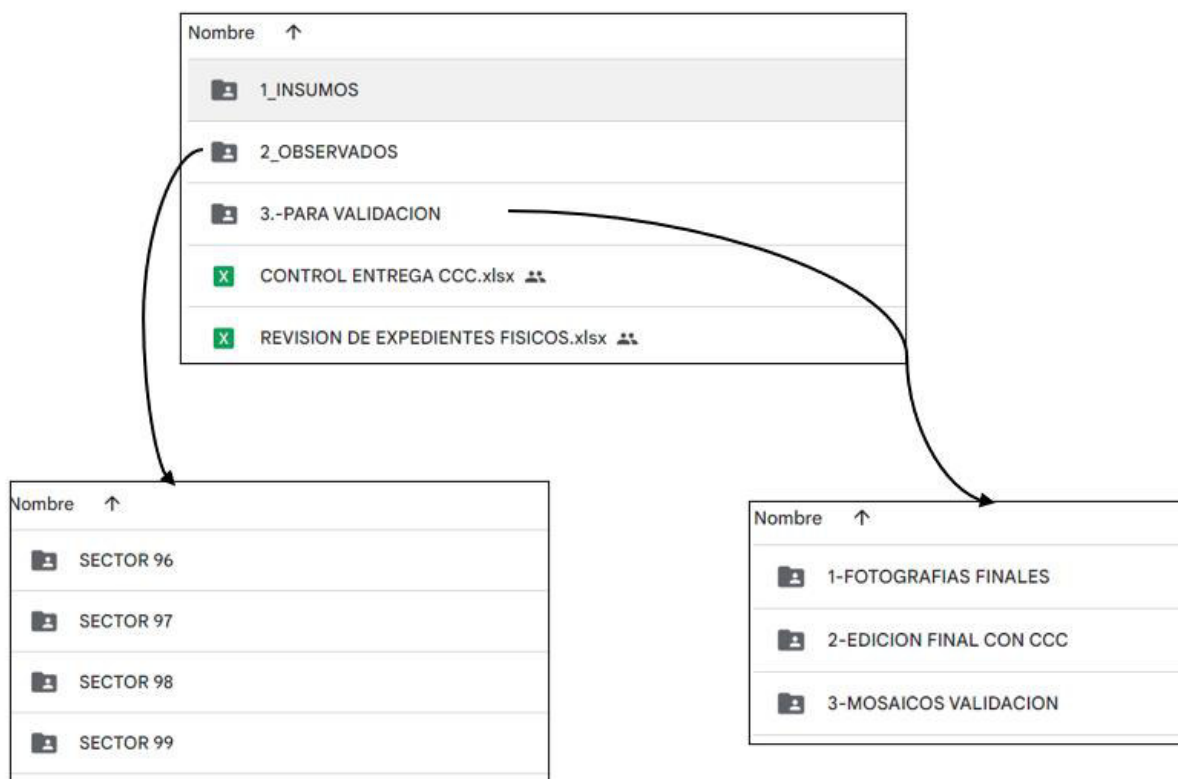 Nombre ↑
1_INSUMOS
2_OBSERVADOS
3.-PARA VALIDACION
CONTROL ENTREGA CCC.xlsx
REVISION DE EXPEDIENTES FISICOS.xlsx
Nombre ↑
SECTOR 96
SECTOR 97
SECTOR 98
SECTOR 99
Nombre ↑
1-FOTOGRAFIAS FINALES
2-EDICION FINAL CON CCC
3-MOSAICOS VALIDACION